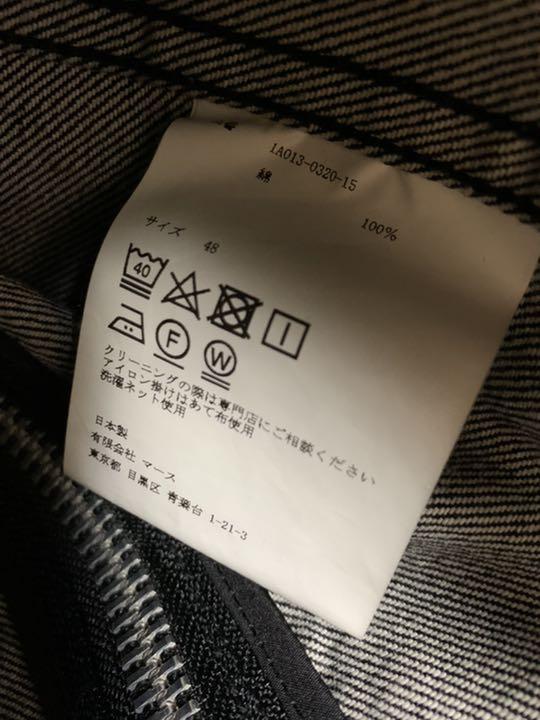 1A013-0320-15
綿 100%
サイズ 48
40
F W
クリーニングの際は専門店にご相談ください
アイロン掛けはあて布使用
洗濯ネット使用
日本製
有限会社 マース
東京都 目黒区 青葉台 1-21-3